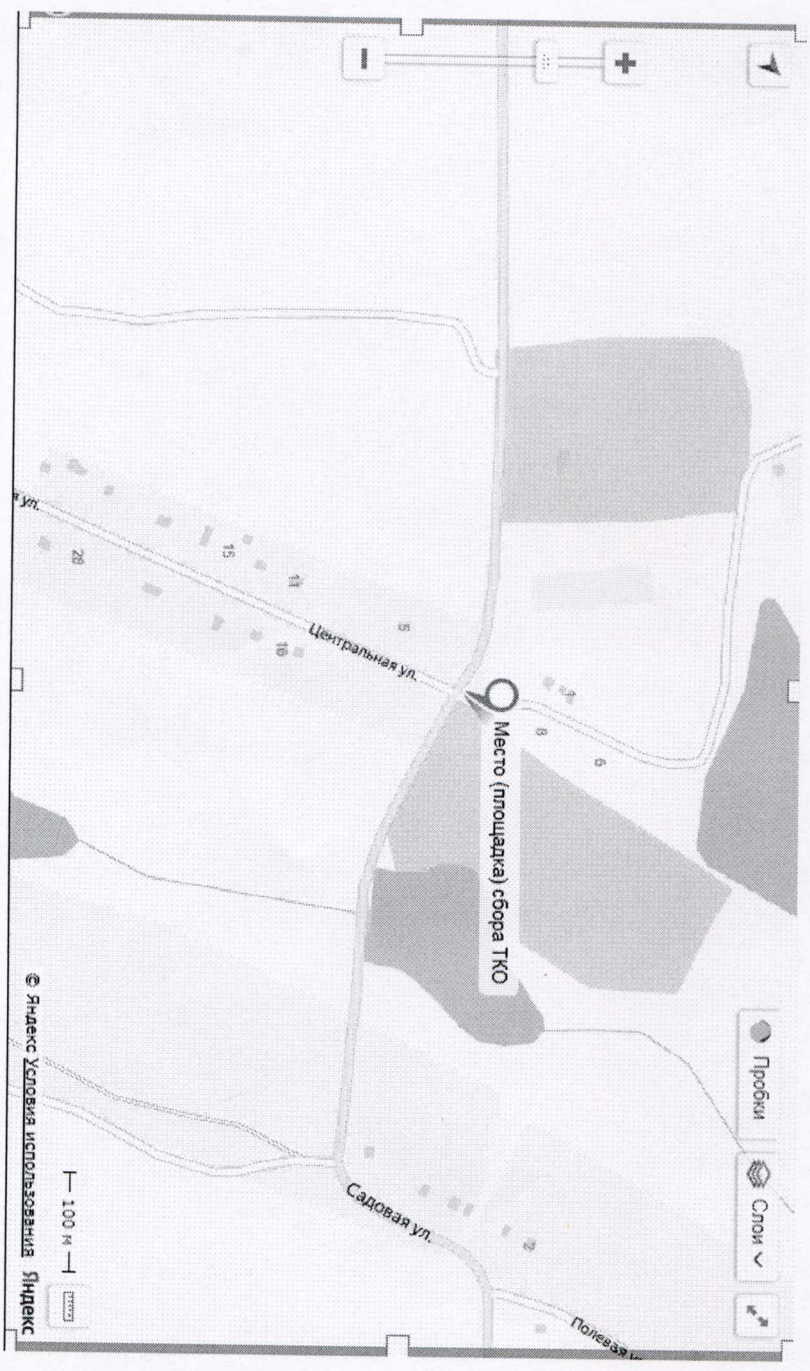 Пробки
Слои
6
8
7
Место (площадка) сбора ТКО
5
Центральная ул.
11
16
15
28
я ул.
2
Садовая ул.
Полевая у
100 м
© Яндекс Условия использования Яндекс